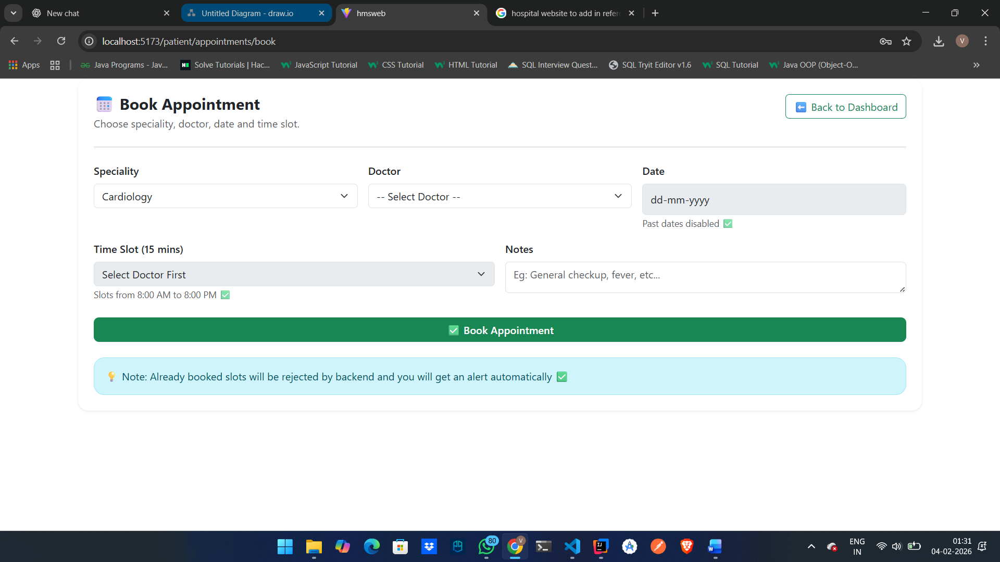 New chat
Untitled Diagram - draw.io
hmsweb
hospital website to add in refer
localhost:5173/patient/appointments/book
V
Apps
Java Programs - Jav...
Solve Tutorials | Hac...
JavaScript Tutorial
CSS Tutorial
HTML Tutorial
SQL Interview Quest...
SQL Tryit Editor v1.6
SQL Tutorial
Java OOP (Object-O...
Book Appointment
Choose speciality, doctor, date and time slot.
Back to Dashboard
Speciality
Doctor
Date
Cardiology
-- Select Doctor --
dd-mm-yyyy
Past dates disabled ✅
Time Slot (15 mins)
Notes
Select Doctor First
Eg: General checkup, fever, etc...
Slots from 8:00 AM to 8:00 PM ✅
✅ Book Appointment
💡 Note: Already booked slots will be rejected by backend and you will get an alert automatically ✅
80
V
ENG
IN
01:31
04-02-2026